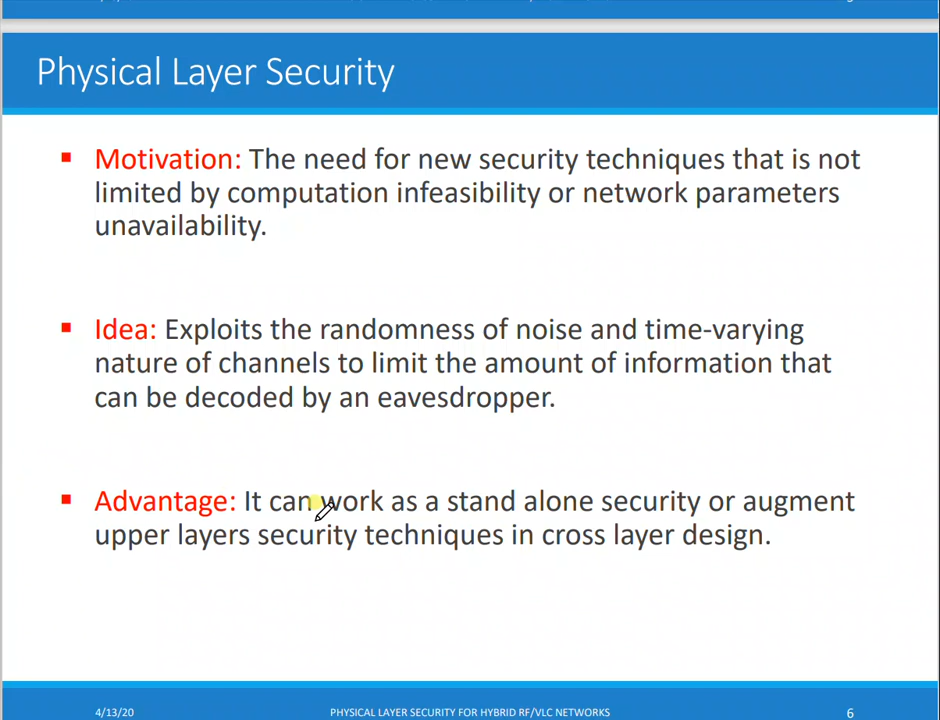 Physical Layer Security
Motivation: The need for new security techniques that is not
limited by computation infeasibility or network parameters
unavailability.
Idea: Exploits the randomness of noise and time-varying
nature of channels to limit the amount of information that
can be decoded by an eavesdropper.
Advantage: It can work as a stand alone security or augment
upper layers security techniques in cross layer design.
4/13/20
PHYSICAL LAYER SECURITY FOR HYBRID RF/VLC NETWORKS
6